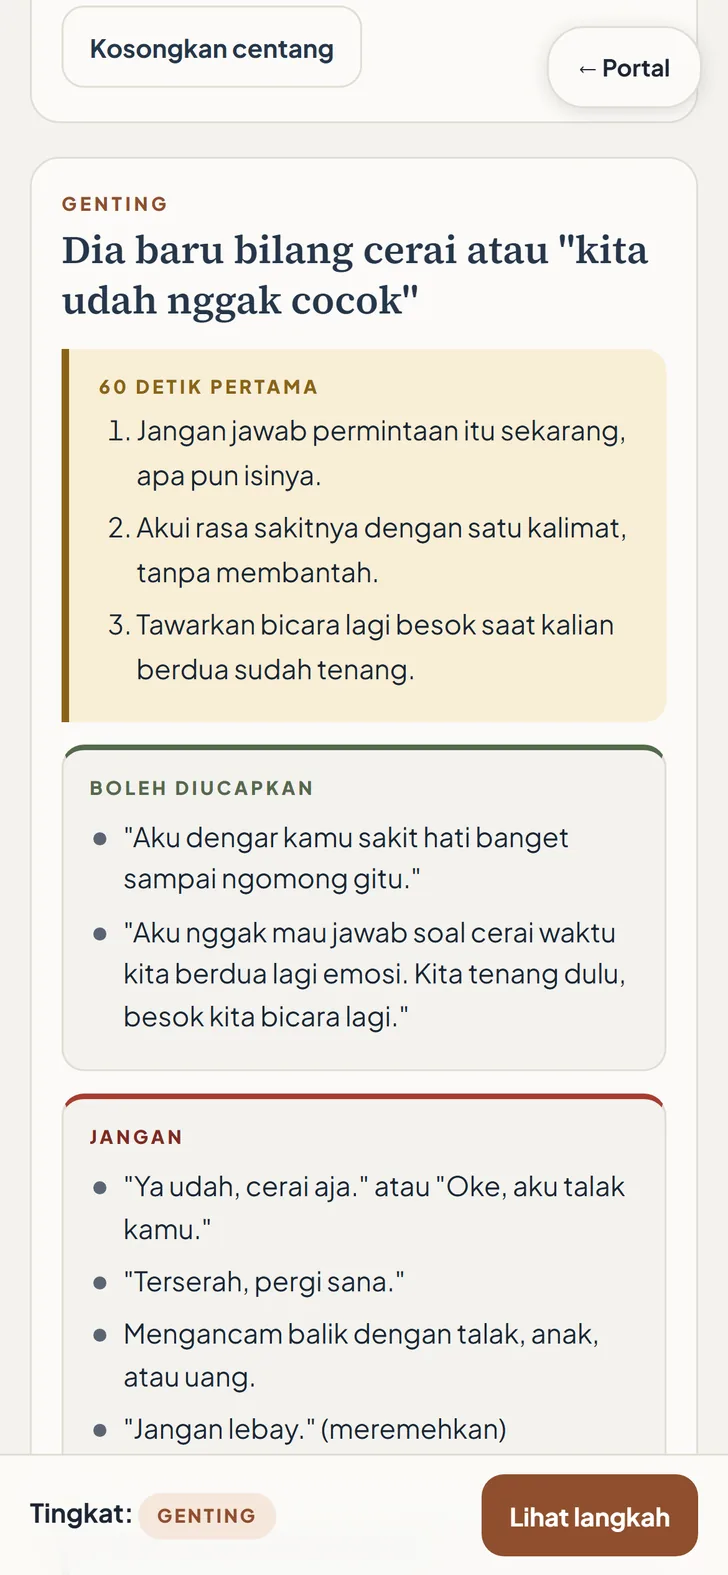 Kosongkan centang
← Portal
GENTING
Dia baru bilang cerai atau "kita
udah nggak cocok"
60 DETIK PERTAMA
1. Jangan jawab permintaan itu sekarang,
apa pun isinya.
2. Akui rasa sakitnya dengan satu kalimat,
tanpa membantah.
3. Tawarkan bicara lagi besok saat kalian
berdua sudah tenang.
BOLEH DIUCAPKAN
"Aku dengar kamu sakit hati banget
sampai ngomong gitu."
"Aku nggak mau jawab soal cerai waktu
kita berdua lagi emosi. Kita tenang dulu,
besok kita bicara lagi."
JANGAN
"Ya udah, cerai aja." atau "Oke, aku talak
kamu."
"Terserah, pergi sana."
Mengancam balik dengan talak, anak,
atau uang.
"Jangan lebay." (meremehkan)
Tingkat: GENTING
Lihat langkah